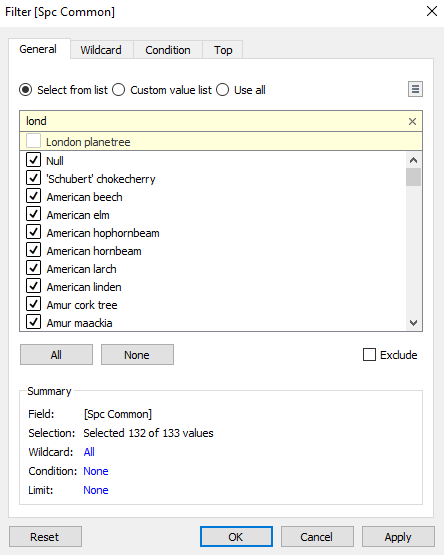 Filter [Spc Common]
General Wildcard Condition Top
Select from list Custom value list Use all
lond
London planetree
Null
'Schubert' chokecherry
American beech
American elm
American hophornbeam
American hornbeam
American larch
American linden
Amur cork tree
Amur maackia
All None Exclude
Summary
Field: [Spc Common]
Selection: Selected 132 of 133 values
Wildcard: All
Condition: None
Limit: None
Reset OK Cancel Apply